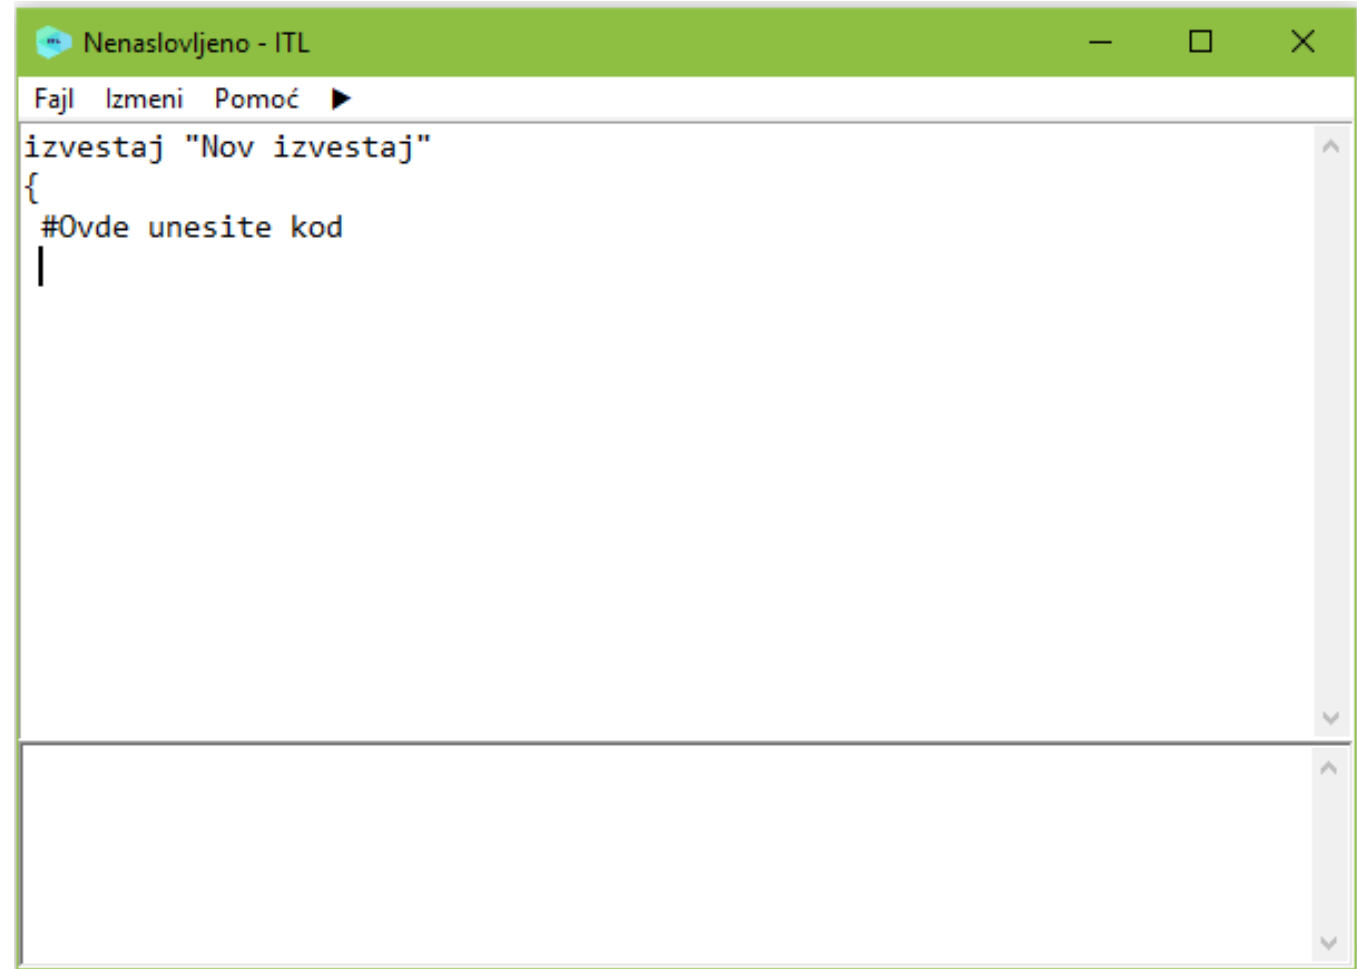 Nenaslovljeno - ITL
Fajl Izmeni Pomoć
izvestaj "Nov izvestaj"
{
#Ovde unesite kod